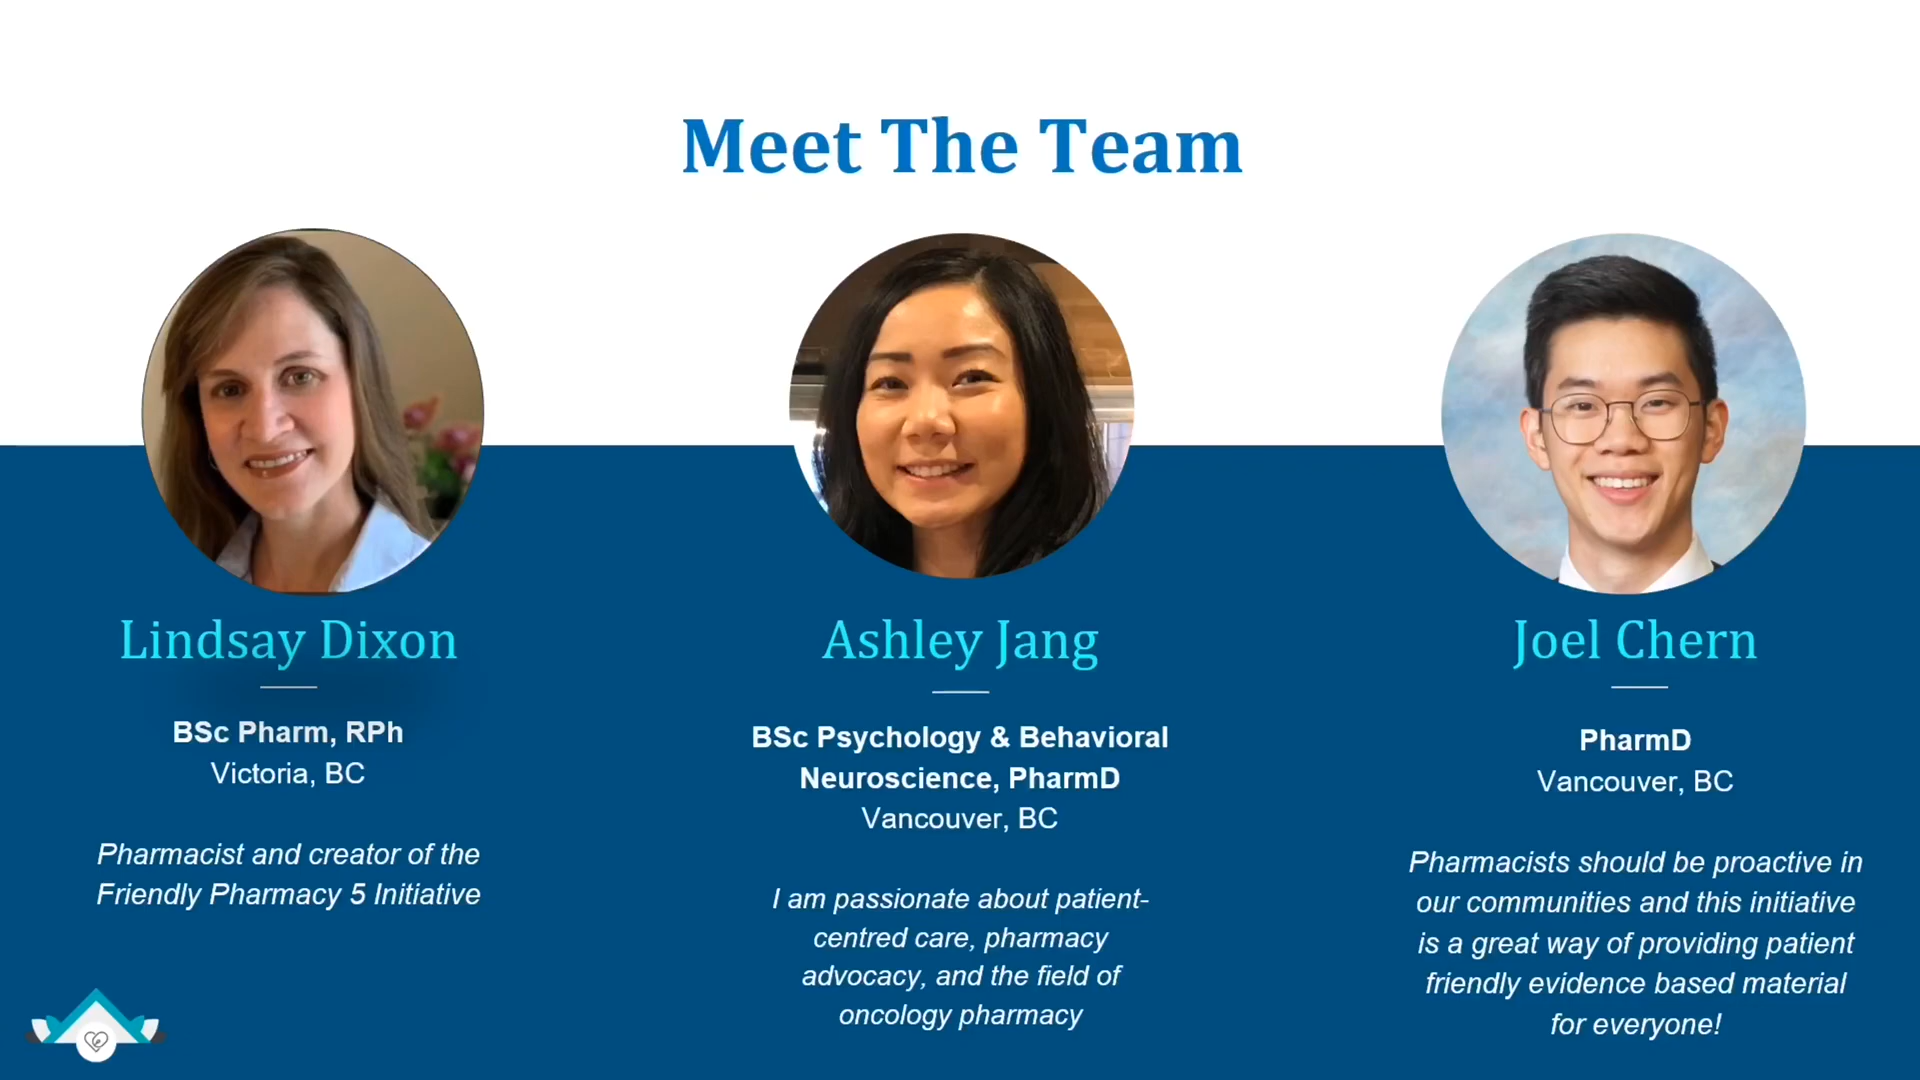 Meet The Team
Lindsay Dixon
BSc Pharm, RPh
Victoria, BC
Pharmacist and creator of the
Friendly Pharmacy 5 Initiative
Ashley Jang
BSc Psychology & Behavioral
Neuroscience, PharmD
Vancouver, BC
I am passionate about patient-
centred care, pharmacy
advocacy, and the field of
oncology pharmacy
Joel Chern
PharmD
Vancouver, BC
Pharmacists should be proactive in
our communities and this initiative
is a great way of providing patient
friendly evidence based material
for everyone!